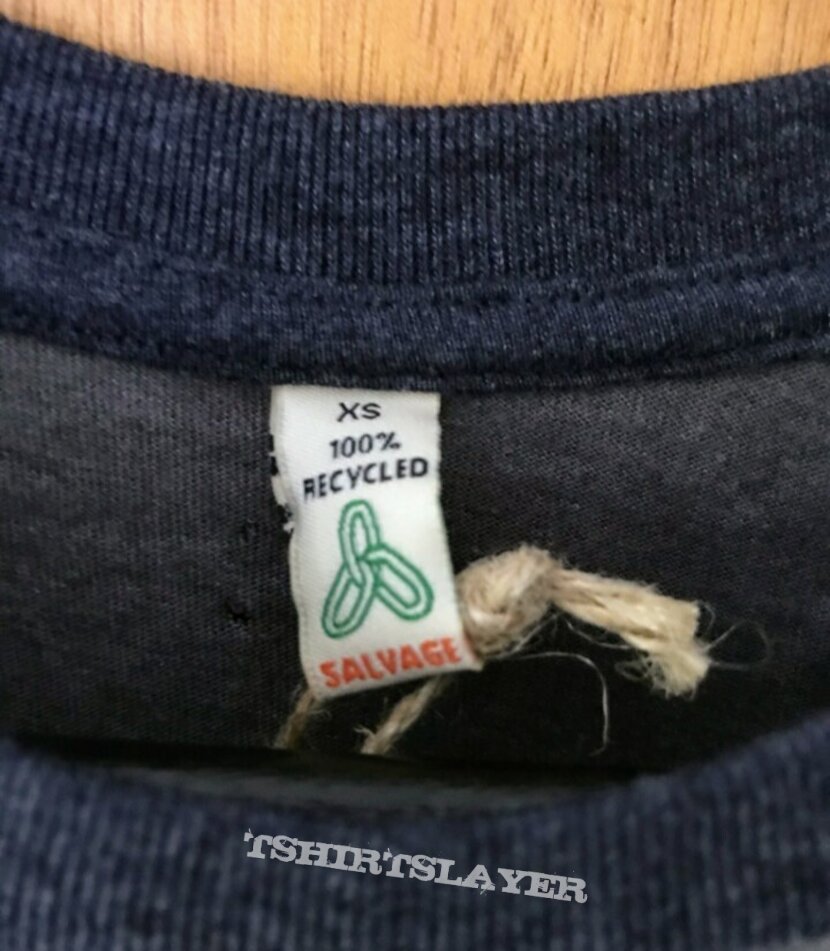 XS
100%
RECYCLED
SALVAGE
TSHIRTSLAYER